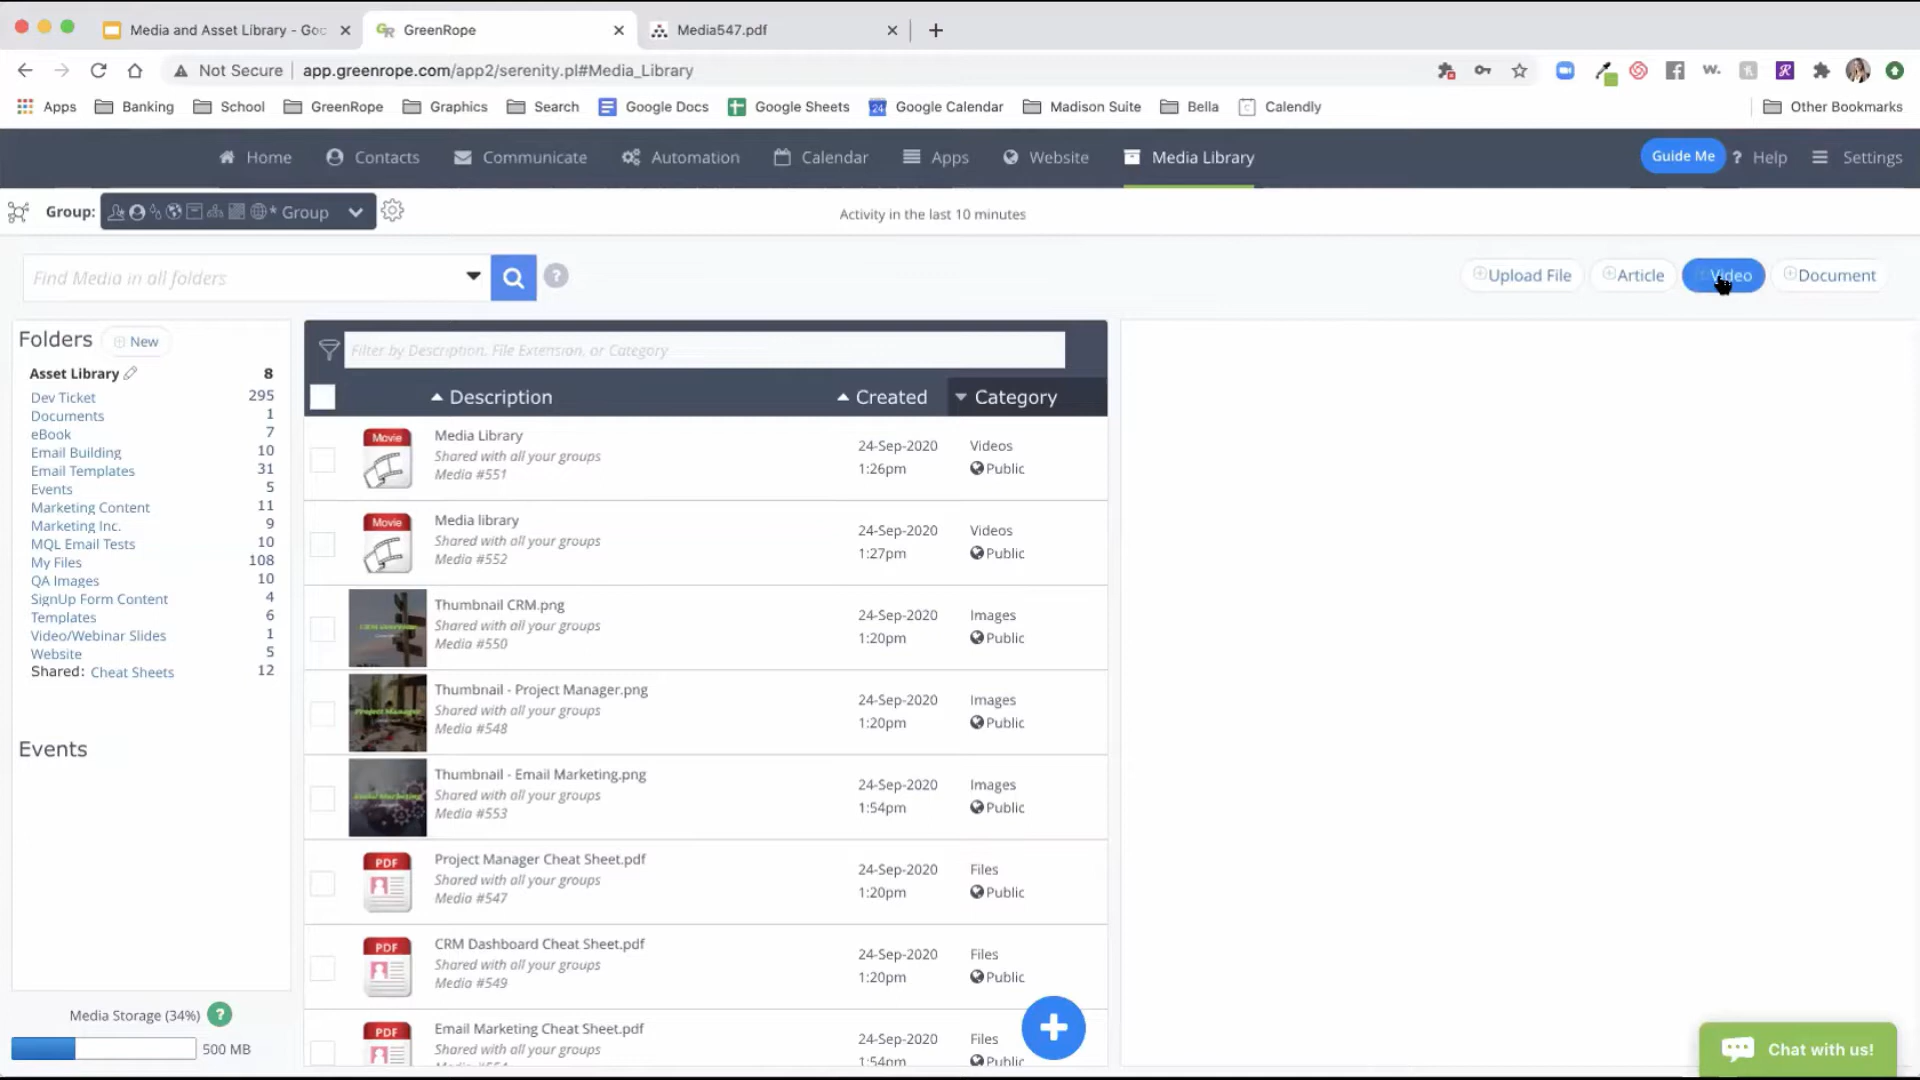 Media and Asset Library - Goo
GreenRope
Media547.pdf
Not Secure
app.greenrope.com/app2/serenity.pl#Media_Library
Apps
Banking
School
GreenRope
Graphics
Search
Google Docs
Google Sheets
Google Calendar
Madison Suite
Bella
Calendly
Other Bookmarks
Home
Contacts
Communicate
Automation
Calendar
Apps
Website
Media Library
Guide Me
? Help
Settings
Group:
* Group
Activity in the last 10 minutes
Find Media in all folders
?
Upload File
Article
Video
Document
Folders
New
Asset Library 8
Dev Ticket 295
Documents 1
eBook 7
Email Building 10
Email Templates 31
Events 5
Marketing Content 11
Marketing Inc. 9
MQL Email Tests 10
My Files 108
QA Images 10
SignUp Form Content 4
Templates 6
Video/Webinar Slides 1
Website 5
Shared: Cheat Sheets 12
Events
Media Storage (34%) ?
500 MB
Filter by Description, File Extension, or Category
Description
Created
Category
Movie
Media Library
Shared with all your groups
Media #551
24-Sep-2020
1:26pm
Videos
Public
Movie
Media library
Shared with all your groups
Media #552
24-Sep-2020
1:27pm
Videos
Public
Thumbnail CRM.png
Shared with all your groups
Media #550
24-Sep-2020
1:20pm
Images
Public
Project Manager
Thumbnail - Project Manager.png
Shared with all your groups
Media #548
24-Sep-2020
1:20pm
Images
Public
Email Marketing
Thumbnail - Email Marketing.png
Shared with all your groups
Media #553
24-Sep-2020
1:54pm
Images
Public
PDF
Project Manager Cheat Sheet.pdf
Shared with all your groups
Media #547
24-Sep-2020
1:20pm
Files
Public
PDF
CRM Dashboard Cheat Sheet.pdf
Shared with all your groups
Media #549
24-Sep-2020
1:20pm
Files
Public
PDF
Email Marketing Cheat Sheet.pdf
Shared with all your groups
24-Sep-2020
1:54pm
Files
Public
Chat with us!